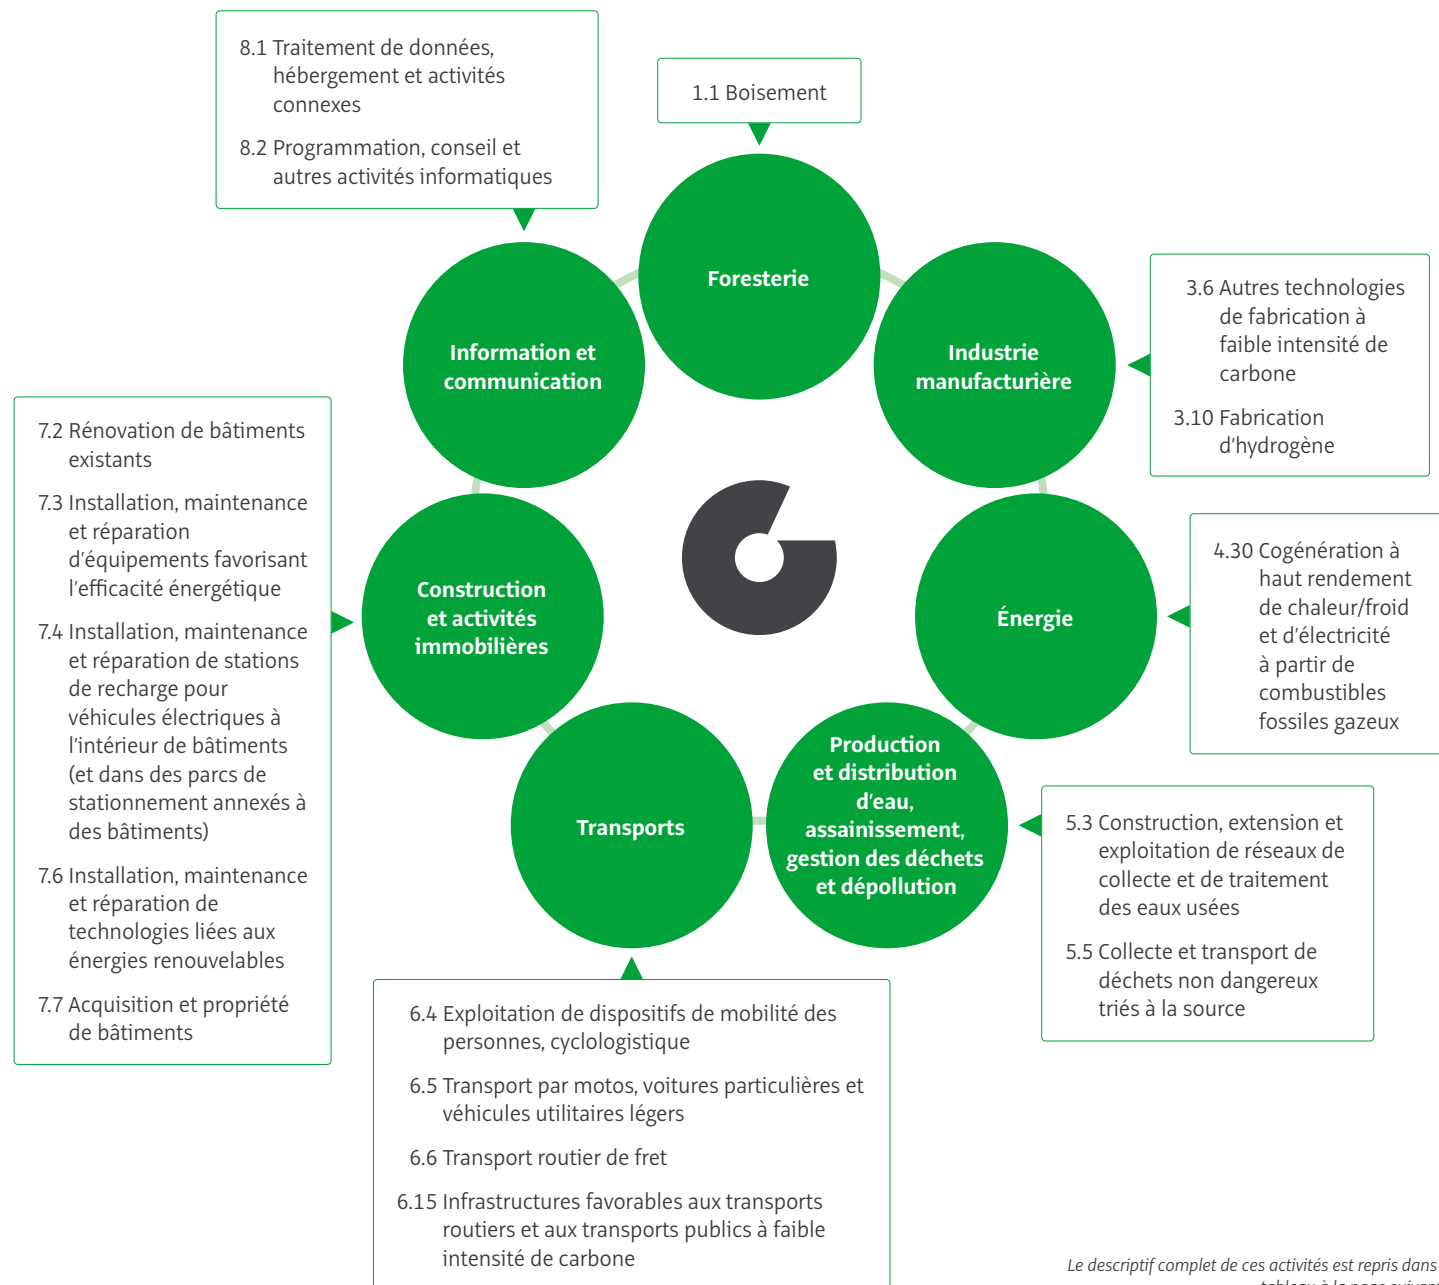 8.1 Traitement de données,
hébergement et activités
connexes
8.2 Programmation, conseil et
autres activités informatiques
1.1 Boisement
Foresterie
Information et
communication
Industrie
manufacturière
3.6 Autres technologies
de fabrication à
faible intensité de
carbone
3.10 Fabrication
d'hydrogène
7.2 Rénovation de bâtiments
existants
7.3 Installation, maintenance
et réparation
d'équipements favorisant
l'efficacité énergétique
7.4 Installation, maintenance
et réparation de stations
de recharge pour
véhicules électriques à
l'intérieur de bâtiments
(et dans des parcs de
stationnement annexés à
des bâtiments)
7.6 Installation, maintenance
et réparation de
technologies liées aux
énergies renouvelables
7.7 Acquisition et propriété
de bâtiments
Construction
et activités
immobilières
Énergie
4.30 Cogénération à
haut rendement
de chaleur/froid
et d'électricité
à partir de
combustibles
fossiles gazeux
Transports
Production
et distribution
d'eau,
assainissement,
gestion des déchets
et dépollution
5.3 Construction, extension et
exploitation de réseaux de
collecte et de traitement
des eaux usées
5.5 Collecte et transport de
déchets non dangereux
triés à la source
6.4 Exploitation de dispositifs de mobilité des
personnes, cyclologistique
6.5 Transport par motos, voitures particulières et
véhicules utilitaires légers
6.6 Transport routier de fret
6.15 Infrastructures favorables aux transports
routiers et aux transports publics à faible
intensité de carbone
Le descriptif complet de ces activités est repris dans
tableau à la page